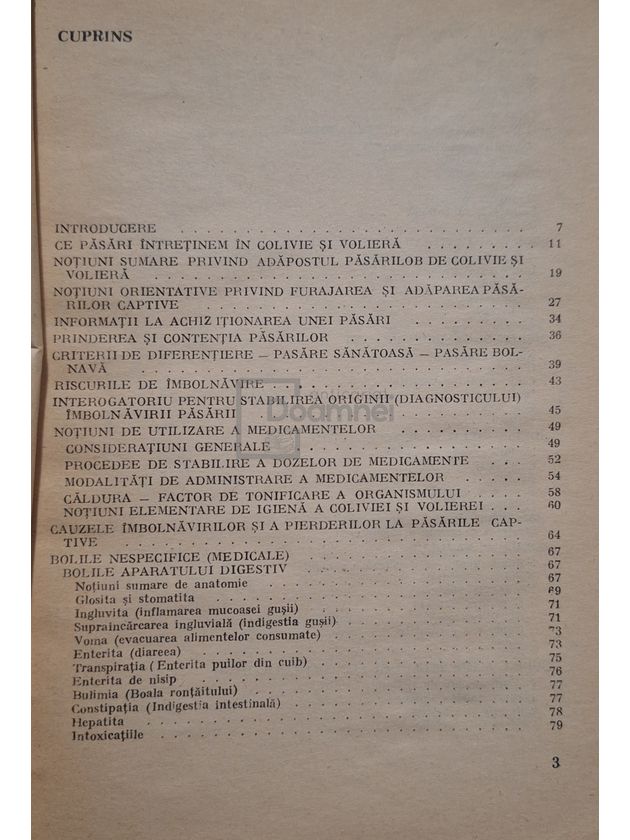 CUPRINS
INTRODUCERE . . . . . . . . . . . . . . . . . . . . 7
CE PĂSĂRI ÎNTREȚINEM ÎN COLIVIE ȘI VOLIERĂ . . . . . . 11
NOȚIUNI SUMARE PRIVIND ADĂPOSTUL PĂSĂRILOB DE COLIVIE ȘI
VOLIERĂ . . . . . . . . . . . . . . . . . . . . 19
NOȚIUNI ORIENTATIVE PRIVIND FURAJAREA ȘI ADĂPAREA PĂSĂ-
RILOR CAPTIVE . . . . . . . . . . . . . . . . . . 27
INFORMAȚII LA ACHIZIȚIONAREA UNEI PĂSĂRI . . . . . . 34
PRINDEREA ȘI CONTENȚIA PĂSĂRILOR . . . . . . . . . . 36
CRITERII DE DIFERENȚIERE — PASĂRE SĂNĂTOASĂ — PASĂRE BOL-
NAVĂ . . . . . . . . . . . . . . . . . . . . 39
RISCURILE DE ÎMBOLNĂVIRE . . . . . . . . . . . . . 43
INTEROGATORIU PENTRU STABILIREA ORIGINII (DIAGNOSTICULUI)
ÎMBOLNĂVIRII PĂSĂRII . . . . . . . . . . . . . . 45
NOȚIUNI DE UTILIZARE A MEDICAMENTELOR . . . . . . . 49
CONSIDERAȚIUNI GENERALE . . . . . . . . . . . . . 49
PROCEDEE DE STABILIRE A DOZELOR DE MEDICAMENTE . . . 52
MODALITĂȚI DE ADMINISTRARE A MEDICAMENTELOR . . . . 54
CĂLDURA — FACTOR DE TONIFICARE A ORGANISMULUI . . . . 58
NOȚIUNI ELEMENTARE DE IGIENĂ A COLIVIEI ȘI VOLIEREI . . . 60
CAUZELE ÎMBOLNĂVIRILOR ȘI A PIERDERILOR LA PĂSĂRILE CAP-
TIVE . . . . . . . . . . . . . . . . . . . . 64
BOLILE NESPECIFICE (MEDICALE) . . . . . . . . . . . 67
BOLILE APARATULUI DIGESTIV . . . . . . . . . . . . 67
Noțiuni sumare de anatomie . . . . . . . . . . . . 67
Glosita și stomatita . . . . . . . . . . . . . . . 69
Ingluvita (inflamarea mucoasei gușii) . . . . . . . . 71
Supraîncărcarea ingluvială (indigestia gușii) . . . . . . 71
Voma (evacuarea alimentelor consumate) . . . . . . . 73
Enterita (diareea) . . . . . . . . . . . . . . . . 73
Transpirația (Enterita puilor din cuib) . . . . . . . . 75
Enterita de nisip . . . . . . . . . . . . . . . . 76
Bulimia (Boala ronțăitului) . . . . . . . . . . . . 77
Constipația (Indigestia intestinală) . . . . . . . . . 77
Hepatita . . . . . . . . . . . . . . . . . . . 78
Intoxicațiile . . . . . . . . . . . . . . . . . . 79
3
Doamnei